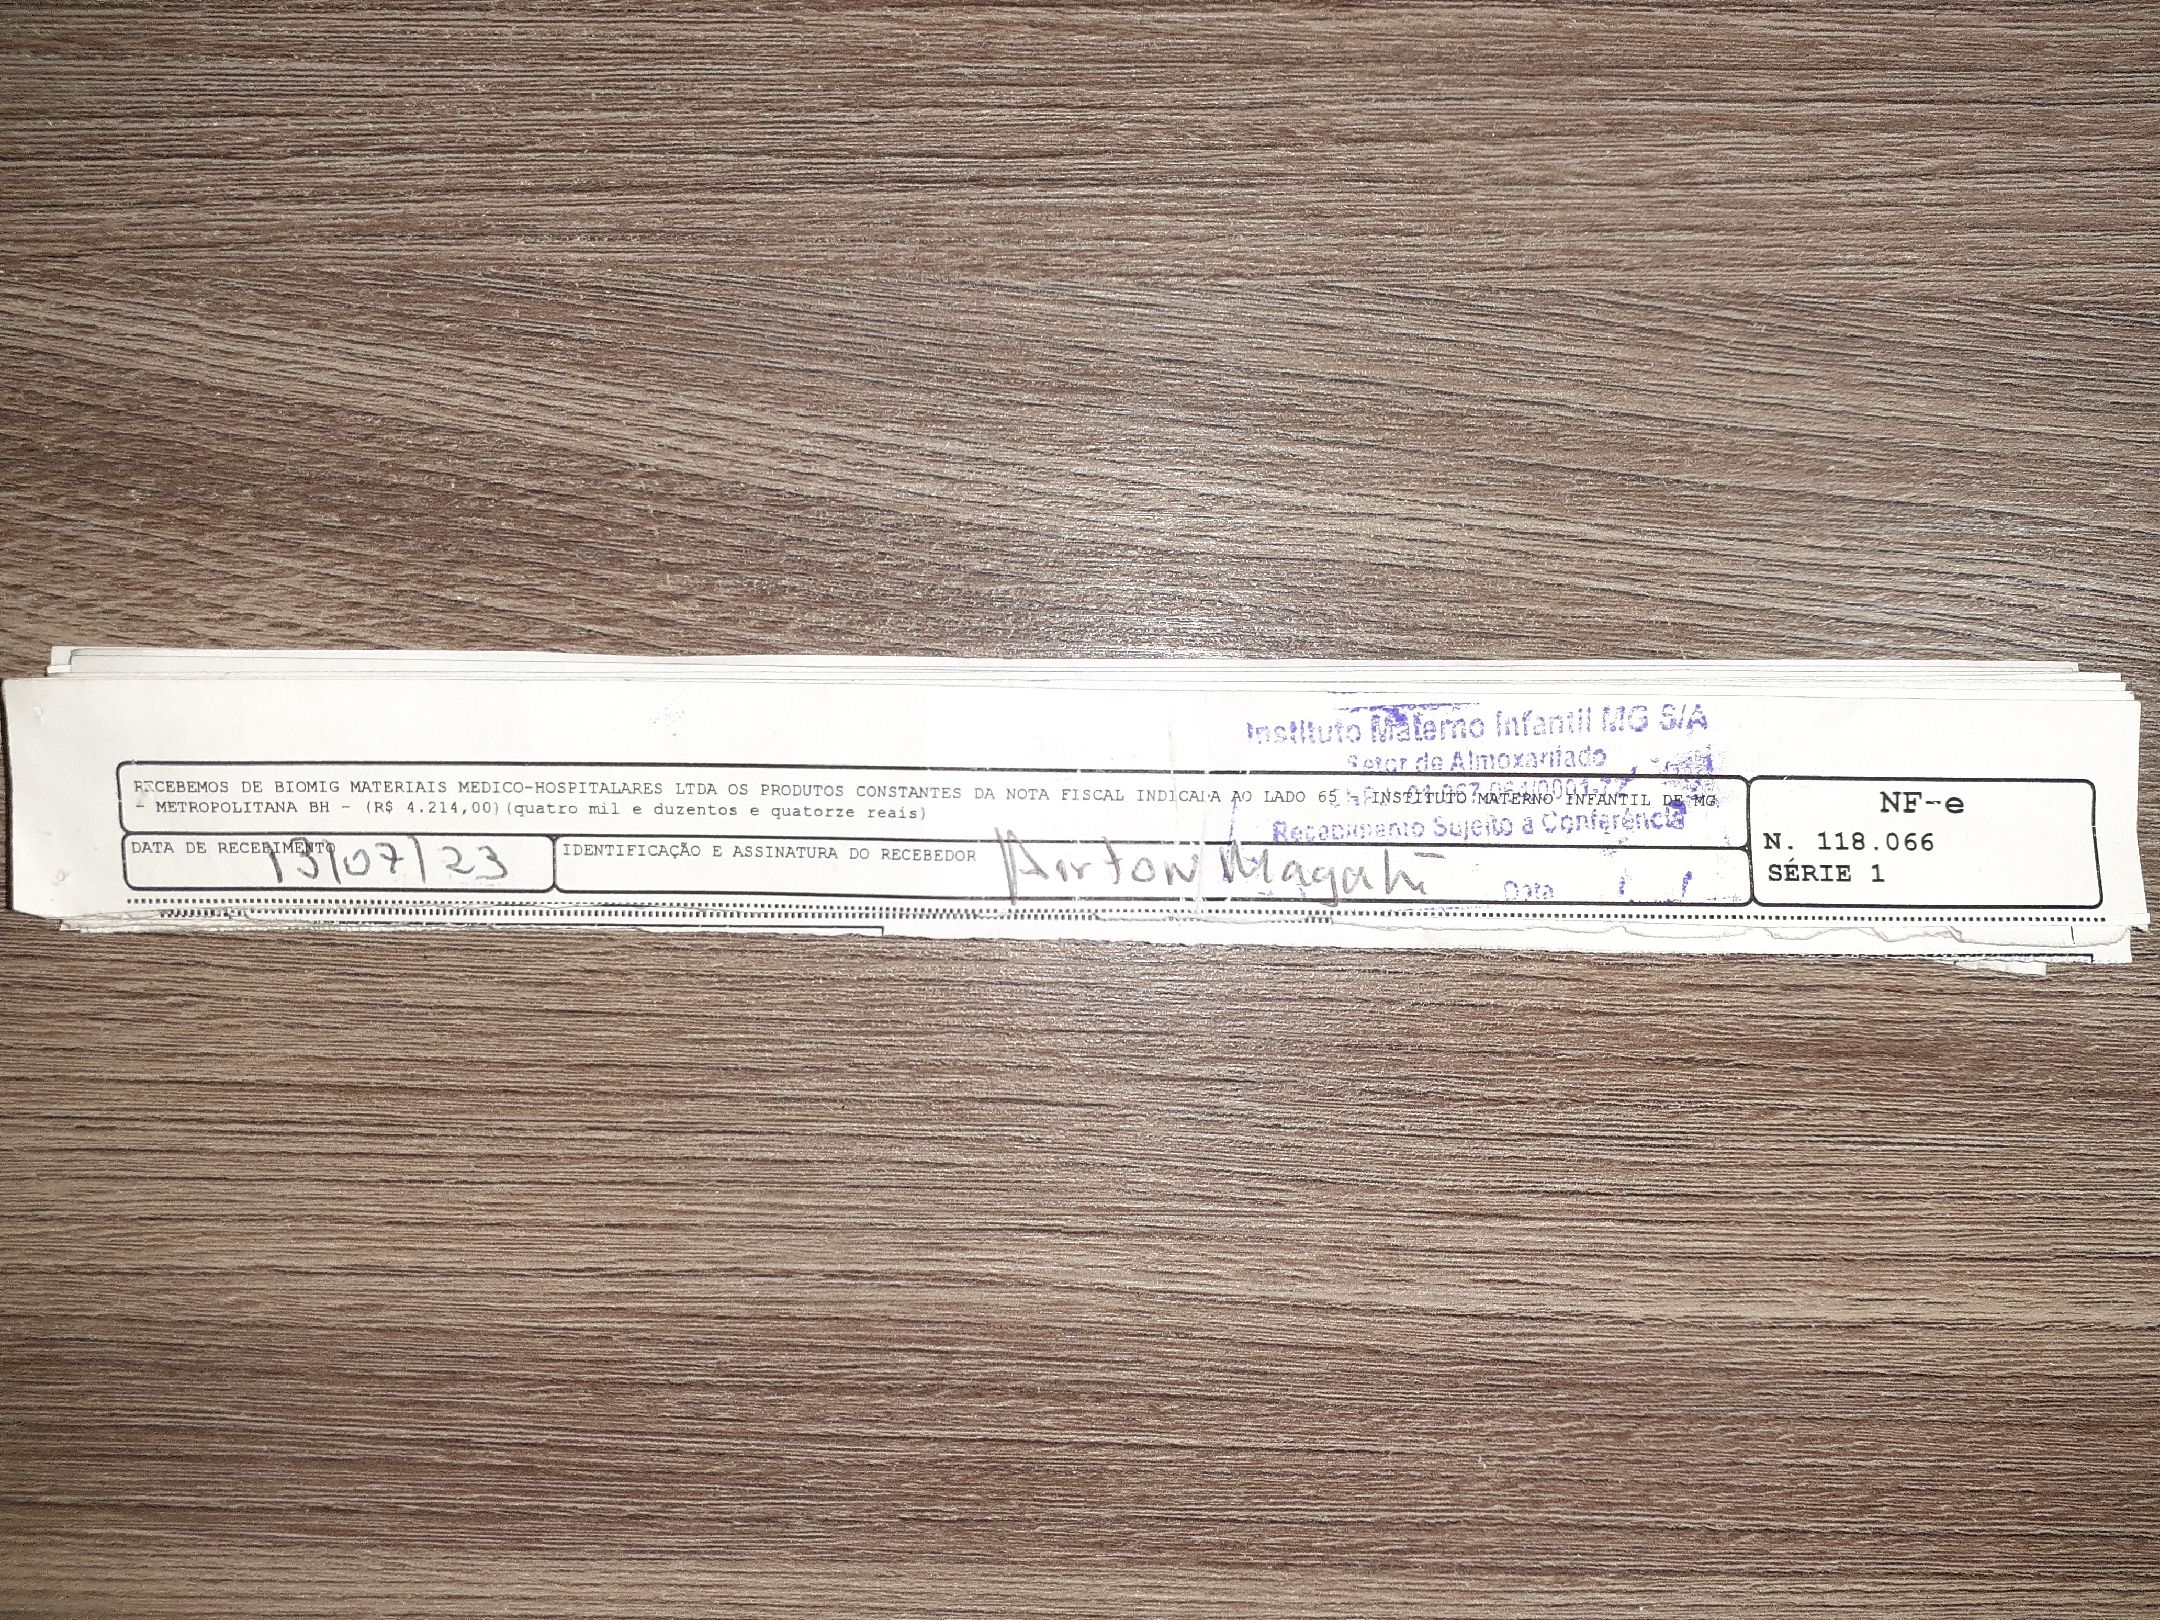 Instituto Materno Infantil MG S/A
Setor de Almoxarifado
RECEBEMOS DE BIOMIG MATERIAIS MEDICO-HOSPITALARES LTDA OS PRODUTOS CONSTANTES DA NOTA FISCAL INDICADA AO LADO 65 - INSTITUTO MATERNO INFANTIL DE MG
- METROPOLITANA BH - (R$ 4.214,00)(quatro mil e duzentos e quatorze reais)
Recebimento Sujeito a Conferência
NF-e
N. 118.066
SÉRIE 1
DATA DE RECEBIMENTO
13/07/23
IDENTIFICAÇÃO E ASSINATURA DO RECEBEDOR
Airton
Data / /